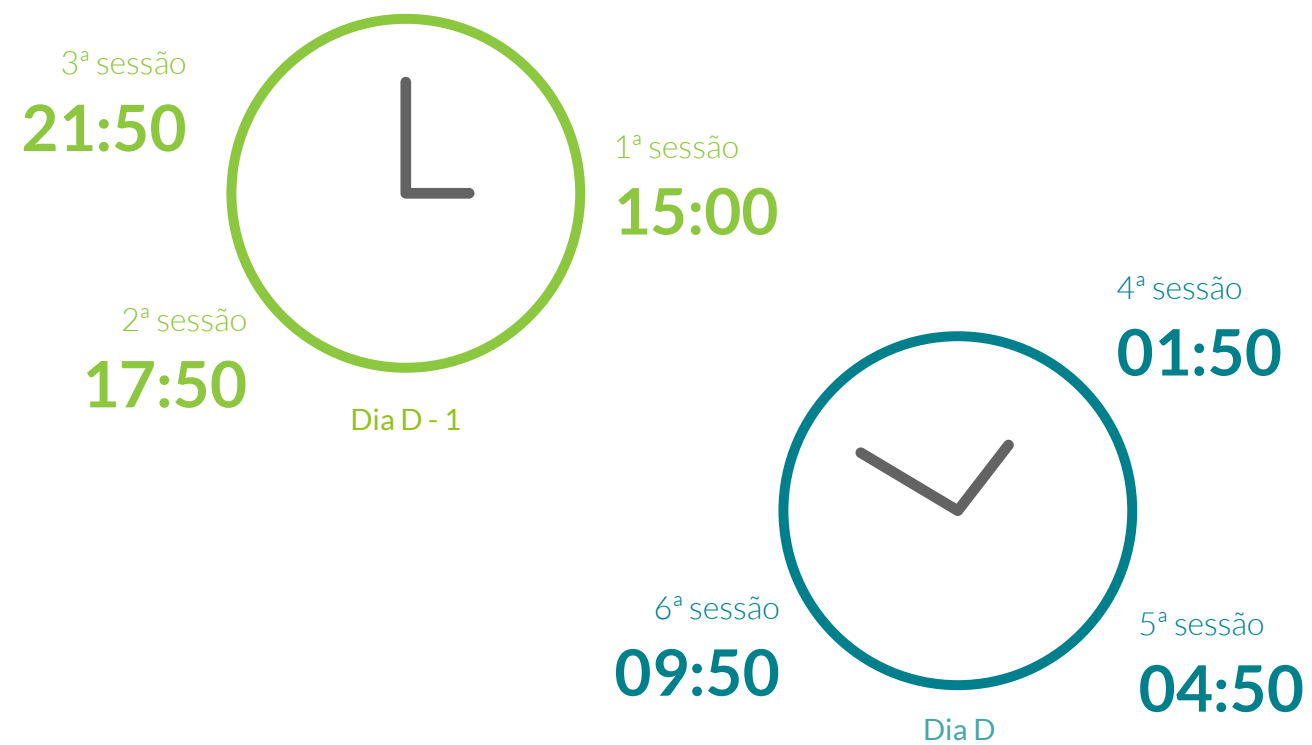 3ª sessão
21:50
1ª sessão
15:00
2ª sessão
17:50
Dia D - 1
4ª sessão
01:50
6ª sessão
09:50
5ª sessão
04:50
Dia D